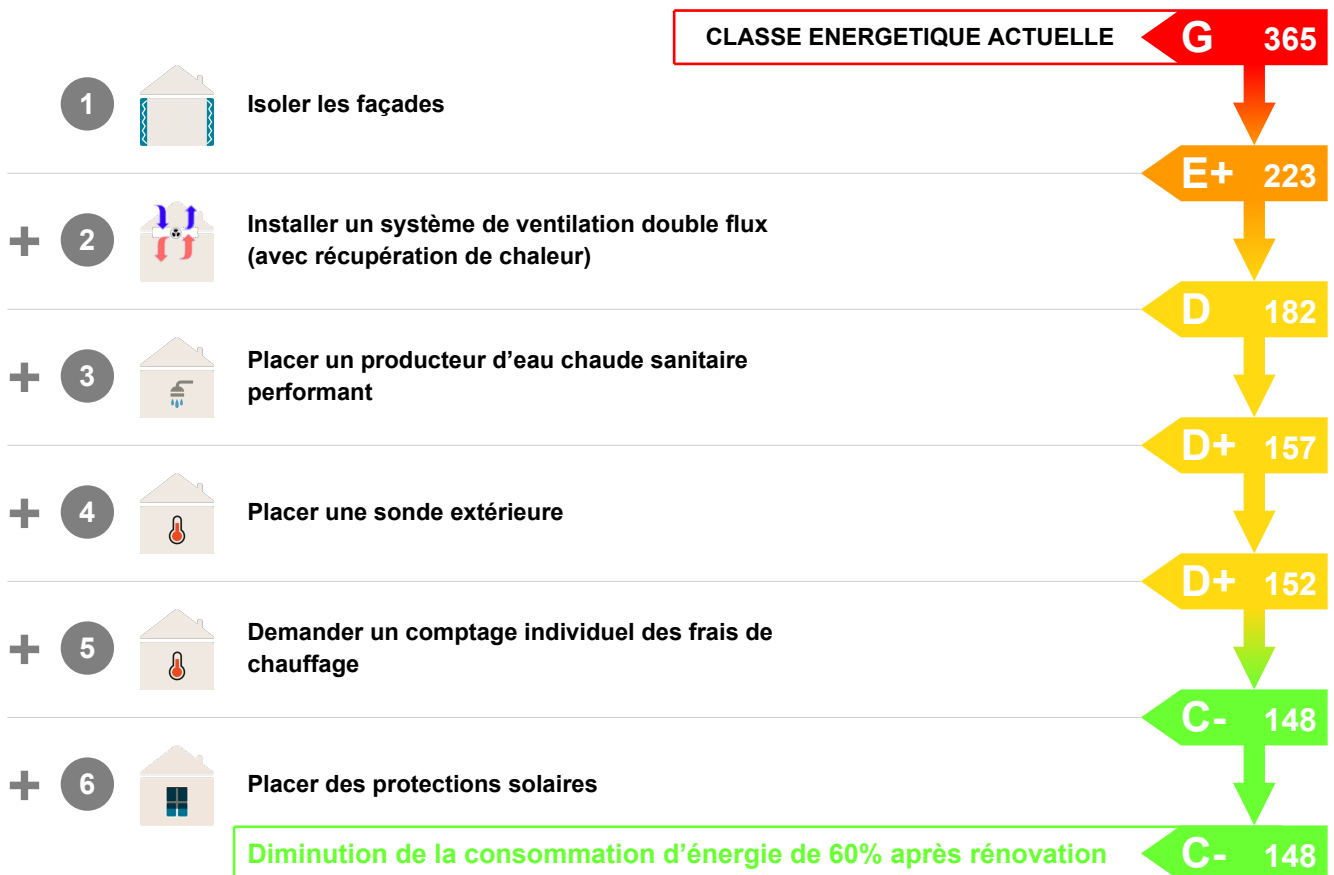 CLASSE ENERGETIQUE ACTUELLE G 365
1 Isoler les façades
E+ 223
+ 2 Installer un système de ventilation double flux
(avec récupération de chaleur)
D 182
+ 3 Placer un producteur d’eau chaude sanitaire
performant
D+ 157
+ 4 Placer une sonde extérieure
D+ 152
+ 5 Demander un comptage individuel des frais de
chauffage
C- 148
+ 6 Placer des protections solaires
Diminution de la consommation d’énergie de 60% après rénovation C- 148